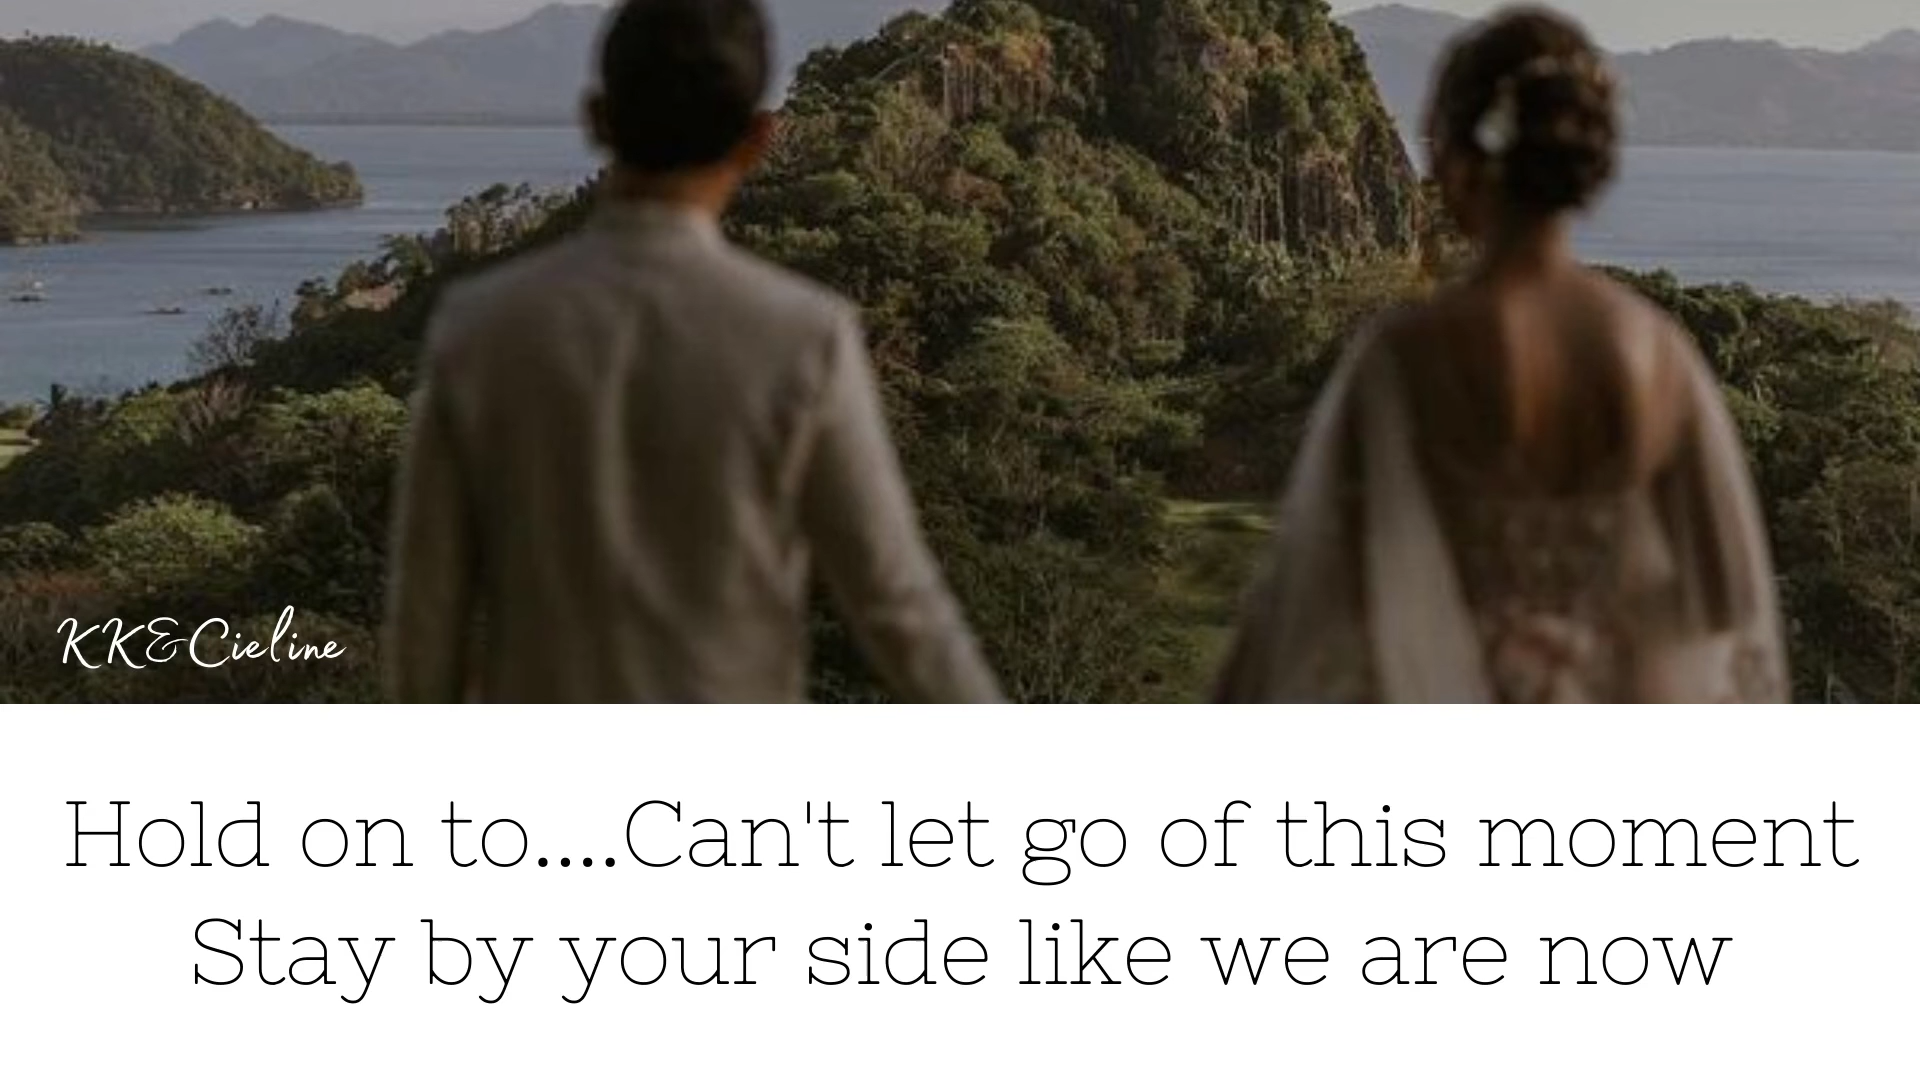 KK&Cieline
Hold on to....Can't let go of this moment
Stay by your side like we are now